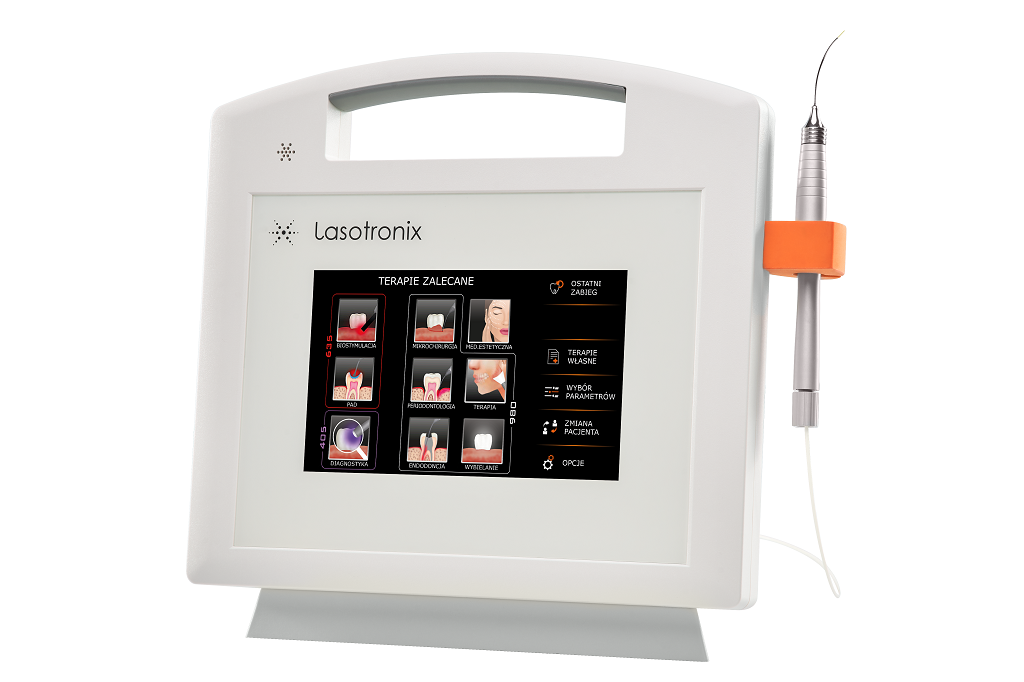 Lasotronix
TERAPIE ZALECANE
635
BIOSTYMULACJA
PAD
405
DIAGNOSTYKA
MIKROCHIRURGIA
MED.ESTETYCZNA
PERIODONTOLOGIA
TERAPIA
980
ENDODONCJA
WYBIELANIE
OSTATNI
ZABIEG
TERAPIE
WŁASNE
WYBÓR
PARAMETRÓW
ZMIANA
PACJENTA
OPCJE